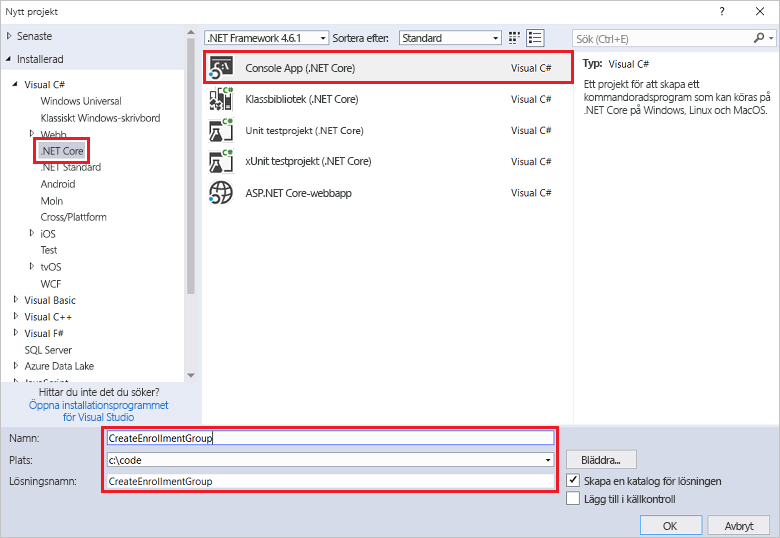 Nytt projekt
?
Senaste
Installerad
Visual C#
Windows Universal
Klassiskt Windows-skrivbord
Webb
.NET Core
.NET Standard
Android
Moln
Cross/Plattform
iOS
Test
tvOS
WCF
Visual Basic
Visual C++
Visual F#
SQL Server
Azure Data Lake
JavaScript
Hittar du inte det du söker?
Öppna installationsprogrammet
för Visual Studio
.NET Framework 4.6.1 Sortera efter: Standard
Console App (.NET Core) Visual C#
Klassbibliotek (.NET Core) Visual C#
Unit testprojekt (.NET Core) Visual C#
xUnit testprojekt (.NET Core) Visual C#
ASP.NET Core-webbapp Visual C#
Sök (Ctrl+E)
Typ: Visual C#
Ett projekt för att skapa ett
kommandoradsprogram som kan köras på
.NET Core på Windows, Linux och MacOS.
Namn: CreateEnrollmentGroup
Plats: c:\code
Lösningsnamn: CreateEnrollmentGroup
Bläddra...
Skapa en katalog för lösningen
Lägg till i källkontroll
OK Avbryt